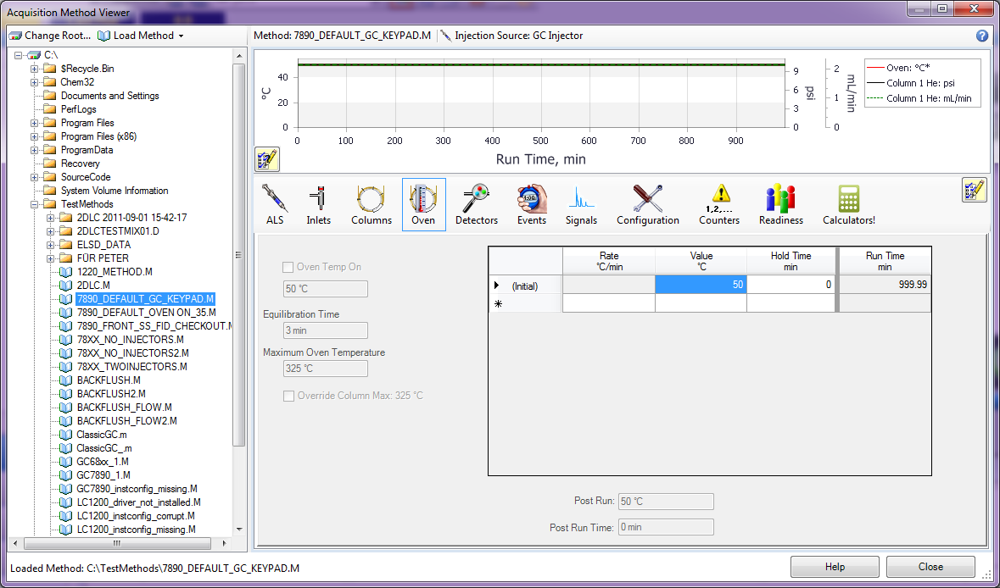 Acquisition Method Viewer
Change Root... Load Method
Method: 7890_DEFAULT_GC_KEYPAD.M Injection Source: GC Injector
C:\
$Recycle.Bin
Chem32
Documents and Settings
PerfLogs
Program Files
Program Files (x86)
ProgramData
Recovery
SourceCode
System Volume Information
TestMethods
2DLC 2011-09-01 15-42-17
2DLCTESTMIX01.D
ELSD_DATA
FÜR PETER
1220_METHOD.M
2DLC.M
7890_DEFAULT_GC_KEYPAD.M
7890_DEFAULT_OVEN ON_35.M
7890_FRONT_SS_FID_CHECKOUT.M
78XX_NO_INJECTORS.M
78XX_NO_INJECTORS2.M
78XX_TWOINJECTORS.M
BACKFLUSH.M
BACKFLUSH2.M
BACKFLUSH_FLOW.M
BACKFLUSH_FLOW2.M
ClassicGC.m
ClassicGC_.m
GC68xx_1.M
GC7890_1.M
GC7890_instconfig_missing.M
LC1200_driver_not_installed.M
LC1200_instconfig_corrupt.M
LC1200_instconfig_missing.M
°C
40
20
0
0 100 200 300 400 500 600 700 800 900
Run Time, min
9
6
3
0
psi
2
1
0
mL/min
Oven: °C*
Column 1 He: psi
Column 1 He: mL/min
ALS Inlets Columns Oven Detectors Events Signals Configuration Counters Readiness Calculators!
1:00
1,2,...
Oven Temp On
50 °C
Equilibration Time
3 min
Maximum Oven Temperature
325 °C
Override Column Max: 325 °C
Rate Value Hold Time Run Time
°C/min °C min min
(Initial) 50 0 999.99
Post Run: 50 °C
Post Run Time: 0 min
Loaded Method: C:\TestMethods\7890_DEFAULT_GC_KEYPAD.M
Help Close